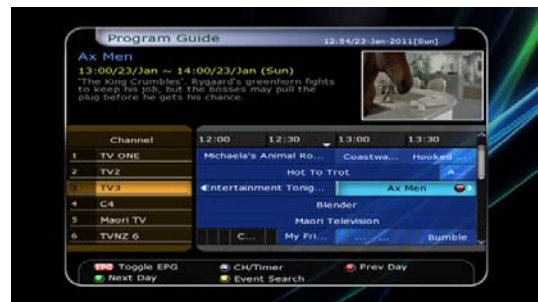 Program Guide
12:54/23-Jan-2011[Sun]
Ax Men
13:00/23/Jan ~ 14:00/23/Jan (Sun)
'The King Crumbles'. Rygaard's greenhorn fights
to keep his job, but the bosses may pull the
plug before he gets his chance.
Channel 12:00 12:30 13:00 13:30
1 TV ONE Michaela's Animal Ro... Coastwa... Hooked ...
2 TV2 Hot To Trot A...
3 TV3 Entertainment Tonig... Ax Men
4 C4 Blender
5 Maori TV Maori Television
6 TVNZ 6 C... My Fri... ... ... Bumble
EPG Toggle EPG CH/Timer Prev Day
Next Day Event Search